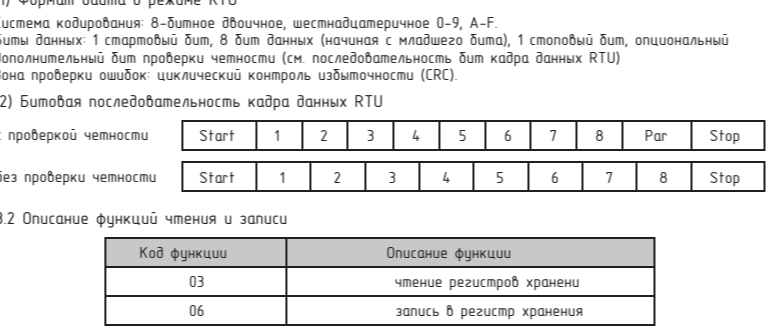 1) Формат байта в режиме RTU
Система кодирования: 8-битное двоичное, шестнадцатеричное 0-9, A-F.
Биты данных: 1 стартовый бит, 8 бит данных (начиная с младшего бита), 1 стоповый бит, опциональный
дополнительный бит проверки четности (см. последовательность бит кадра данных RTU)
Зона проверки ошибок: циклический контроль избыточности (CRC).
2) Битовая последовательность кадра данных RTU
с проверкой четности Start 1 2 3 4 5 6 7 8 Par Stop
без проверки четности Start 1 2 3 4 5 6 7 8 Stop
3.2 Описание функций чтения и записи
Код функции Описание функции
03 чтение регистров хранени
06 запись в регистр хранения